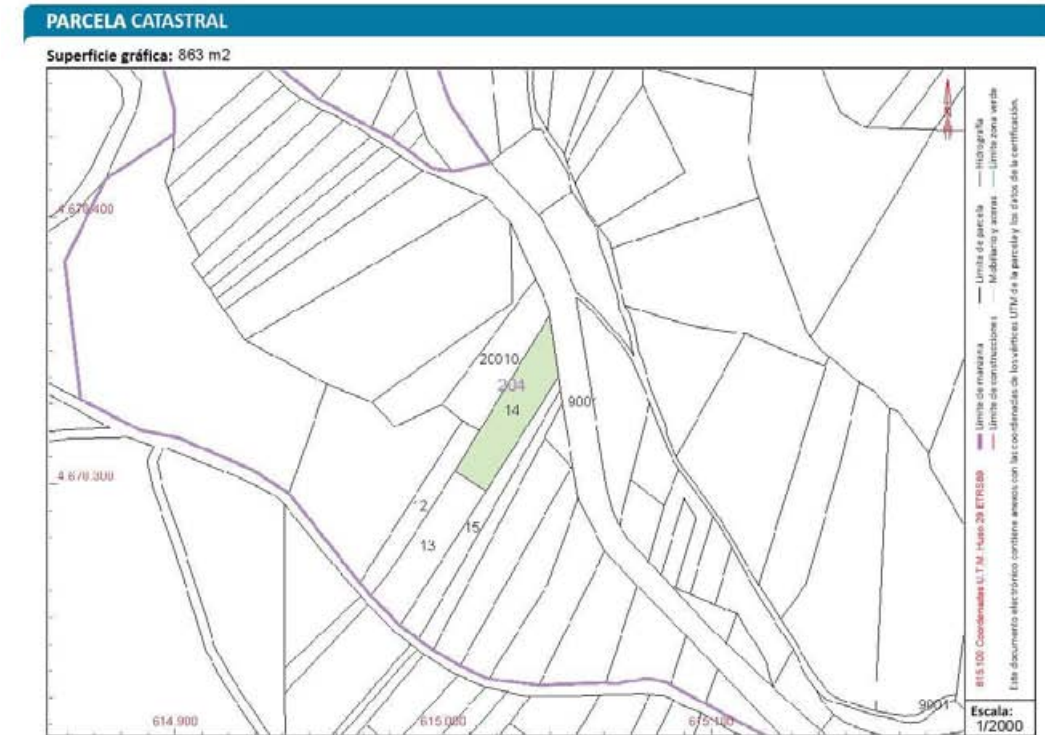 PARCELA CATASTRAL
Superficie gráfica: 863 m2
4.678.400
20010
204
14
900
4.678.300
12
15
13
614.900
615.000
615.100
9001
Límite de manzana
Límite de parcela
Hidrografía
Límite de construcciones
Mobiliario y aceras
Límite zona verde
615.100 Coordenadas U.T.M. Huso 29 ETRS89
Este documento electrónico contiene anexos con las coordenadas de los vértices UTM de la parcela y los datos de la certificación.
Escala:
1/2000